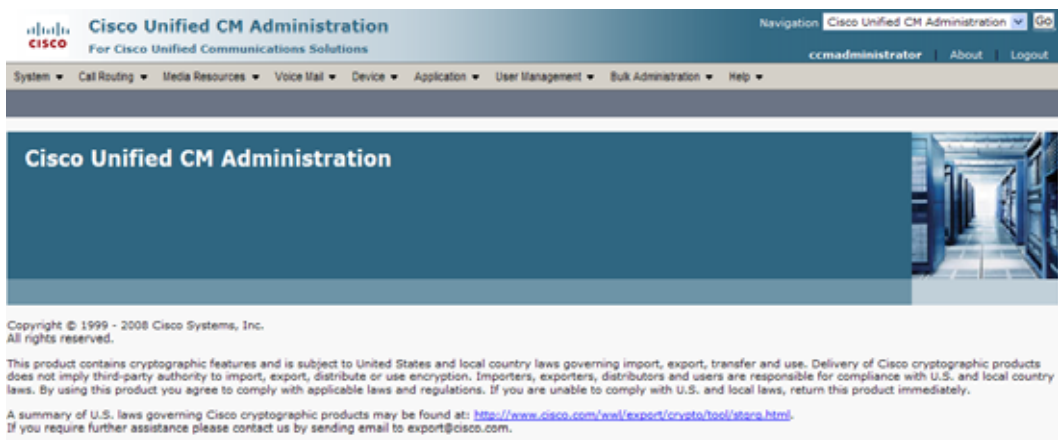 cisco
Cisco Unified CM Administration
For Cisco Unified Communications Solutions
Navigation Cisco Unified CM Administration Go
ccmadministrator | About | Logout
System Call Routing Media Resources Voice Mail Device Application User Management Bulk Administration Help
Cisco Unified CM Administration
Copyright © 1999 - 2008 Cisco Systems, Inc.
All rights reserved.
This product contains cryptographic features and is subject to United States and local country laws governing import, export, transfer and use. Delivery of Cisco cryptographic products
does not imply third-party authority to import, export, distribute or use encryption. Importers, exporters, distributors and users are responsible for compliance with U.S. and local country
laws. By using this product you agree to comply with applicable laws and regulations. If you are unable to comply with U.S. and local laws, return this product immediately.
A summary of U.S. laws governing Cisco cryptographic products may be found at: http://www.cisco.com/wwl/export/crypto/tool/stqrg.html.
If you require further assistance please contact us by sending email to export@cisco.com.